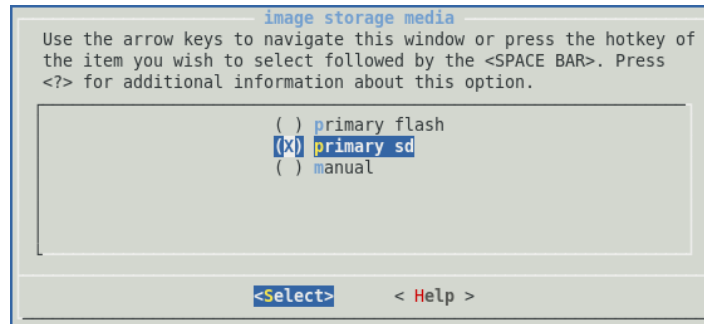 image storage media
Use the arrow keys to navigate this window or press the hotkey of
the item you wish to select followed by the <SPACE BAR>. Press
<?> for additional information about this option.
( ) primary flash
(X) primary sd
( ) manual
<Select> < Help >